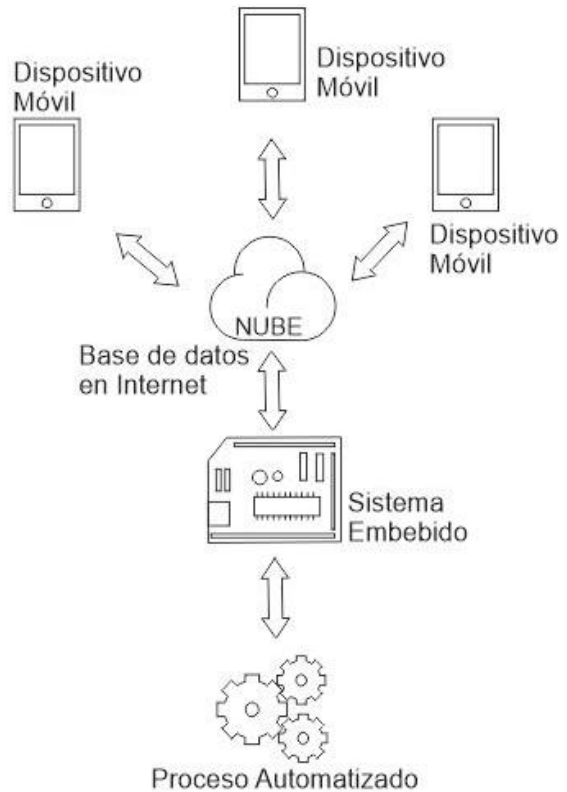 Dispositivo
Móvil
Dispositivo
Móvil
Dispositivo
Móvil
NUBE
Base de datos
en Internet
Sistema
Embebido
Proceso Automatizado